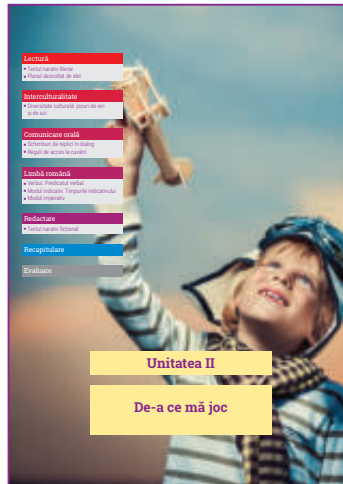 Lectură
Textul narativ literar
Planul dezvoltat de idei
Interculturalitate
Diversitate culturală: jocuri de ieri
și de azi
Comunicare orală
Schimburi de replici în dialog
Reguli de acces la cuvânt
Limbă română
Verbul. Predicatul verbal
Modul indicativ. Timpurile indicativului
Modul imperativ
Redactare
Textul narativ ficțional
Recapitulare
Evaluare
Unitatea II
De-a ce mă joc